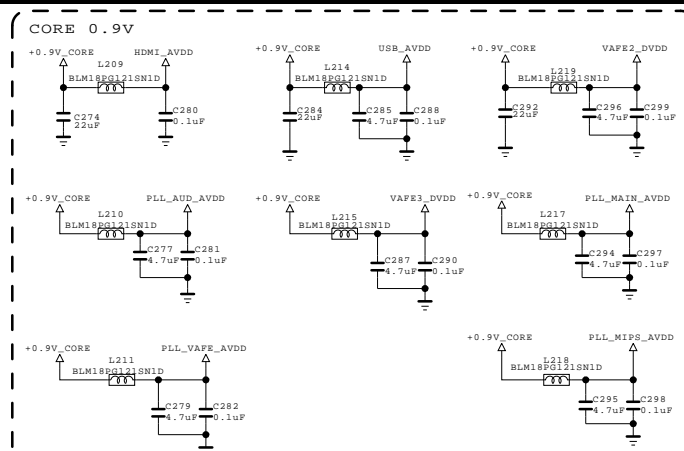 CORE 0.9V
+0.9V_CORE
HDMI_AVDD
L209
BLM18PG121SN1D
C274
22uF
C280
0.1uF
+0.9V_CORE
USB_AVDD
L214
BLM18PG121SN1D
C284
22uF
C285
4.7uF
C288
0.1uF
+0.9V_CORE
VAFE2_DVDD
L219
BLM18PG121SN1D
C292
22uF
C296
4.7uF
C299
0.1uF
+0.9V_CORE
PLL_AUD_AVDD
L210
BLM18PG121SN1D
C277
4.7uF
C281
0.1uF
+0.9V_CORE
VAFE3_DVDD
L215
BLM18PG121SN1D
C287
4.7uF
C290
0.1uF
+0.9V_CORE
PLL_MAIN_AVDD
L217
BLM18PG121SN1D
C294
4.7uF
C297
0.1uF
+0.9V_CORE
PLL_VAFE_AVDD
L211
BLM18PG121SN1D
C279
4.7uF
C282
0.1uF
+0.9V_CORE
PLL_MIPS_AVDD
L218
BLM18PG121SN1D
C295
4.7uF
C298
0.1uF